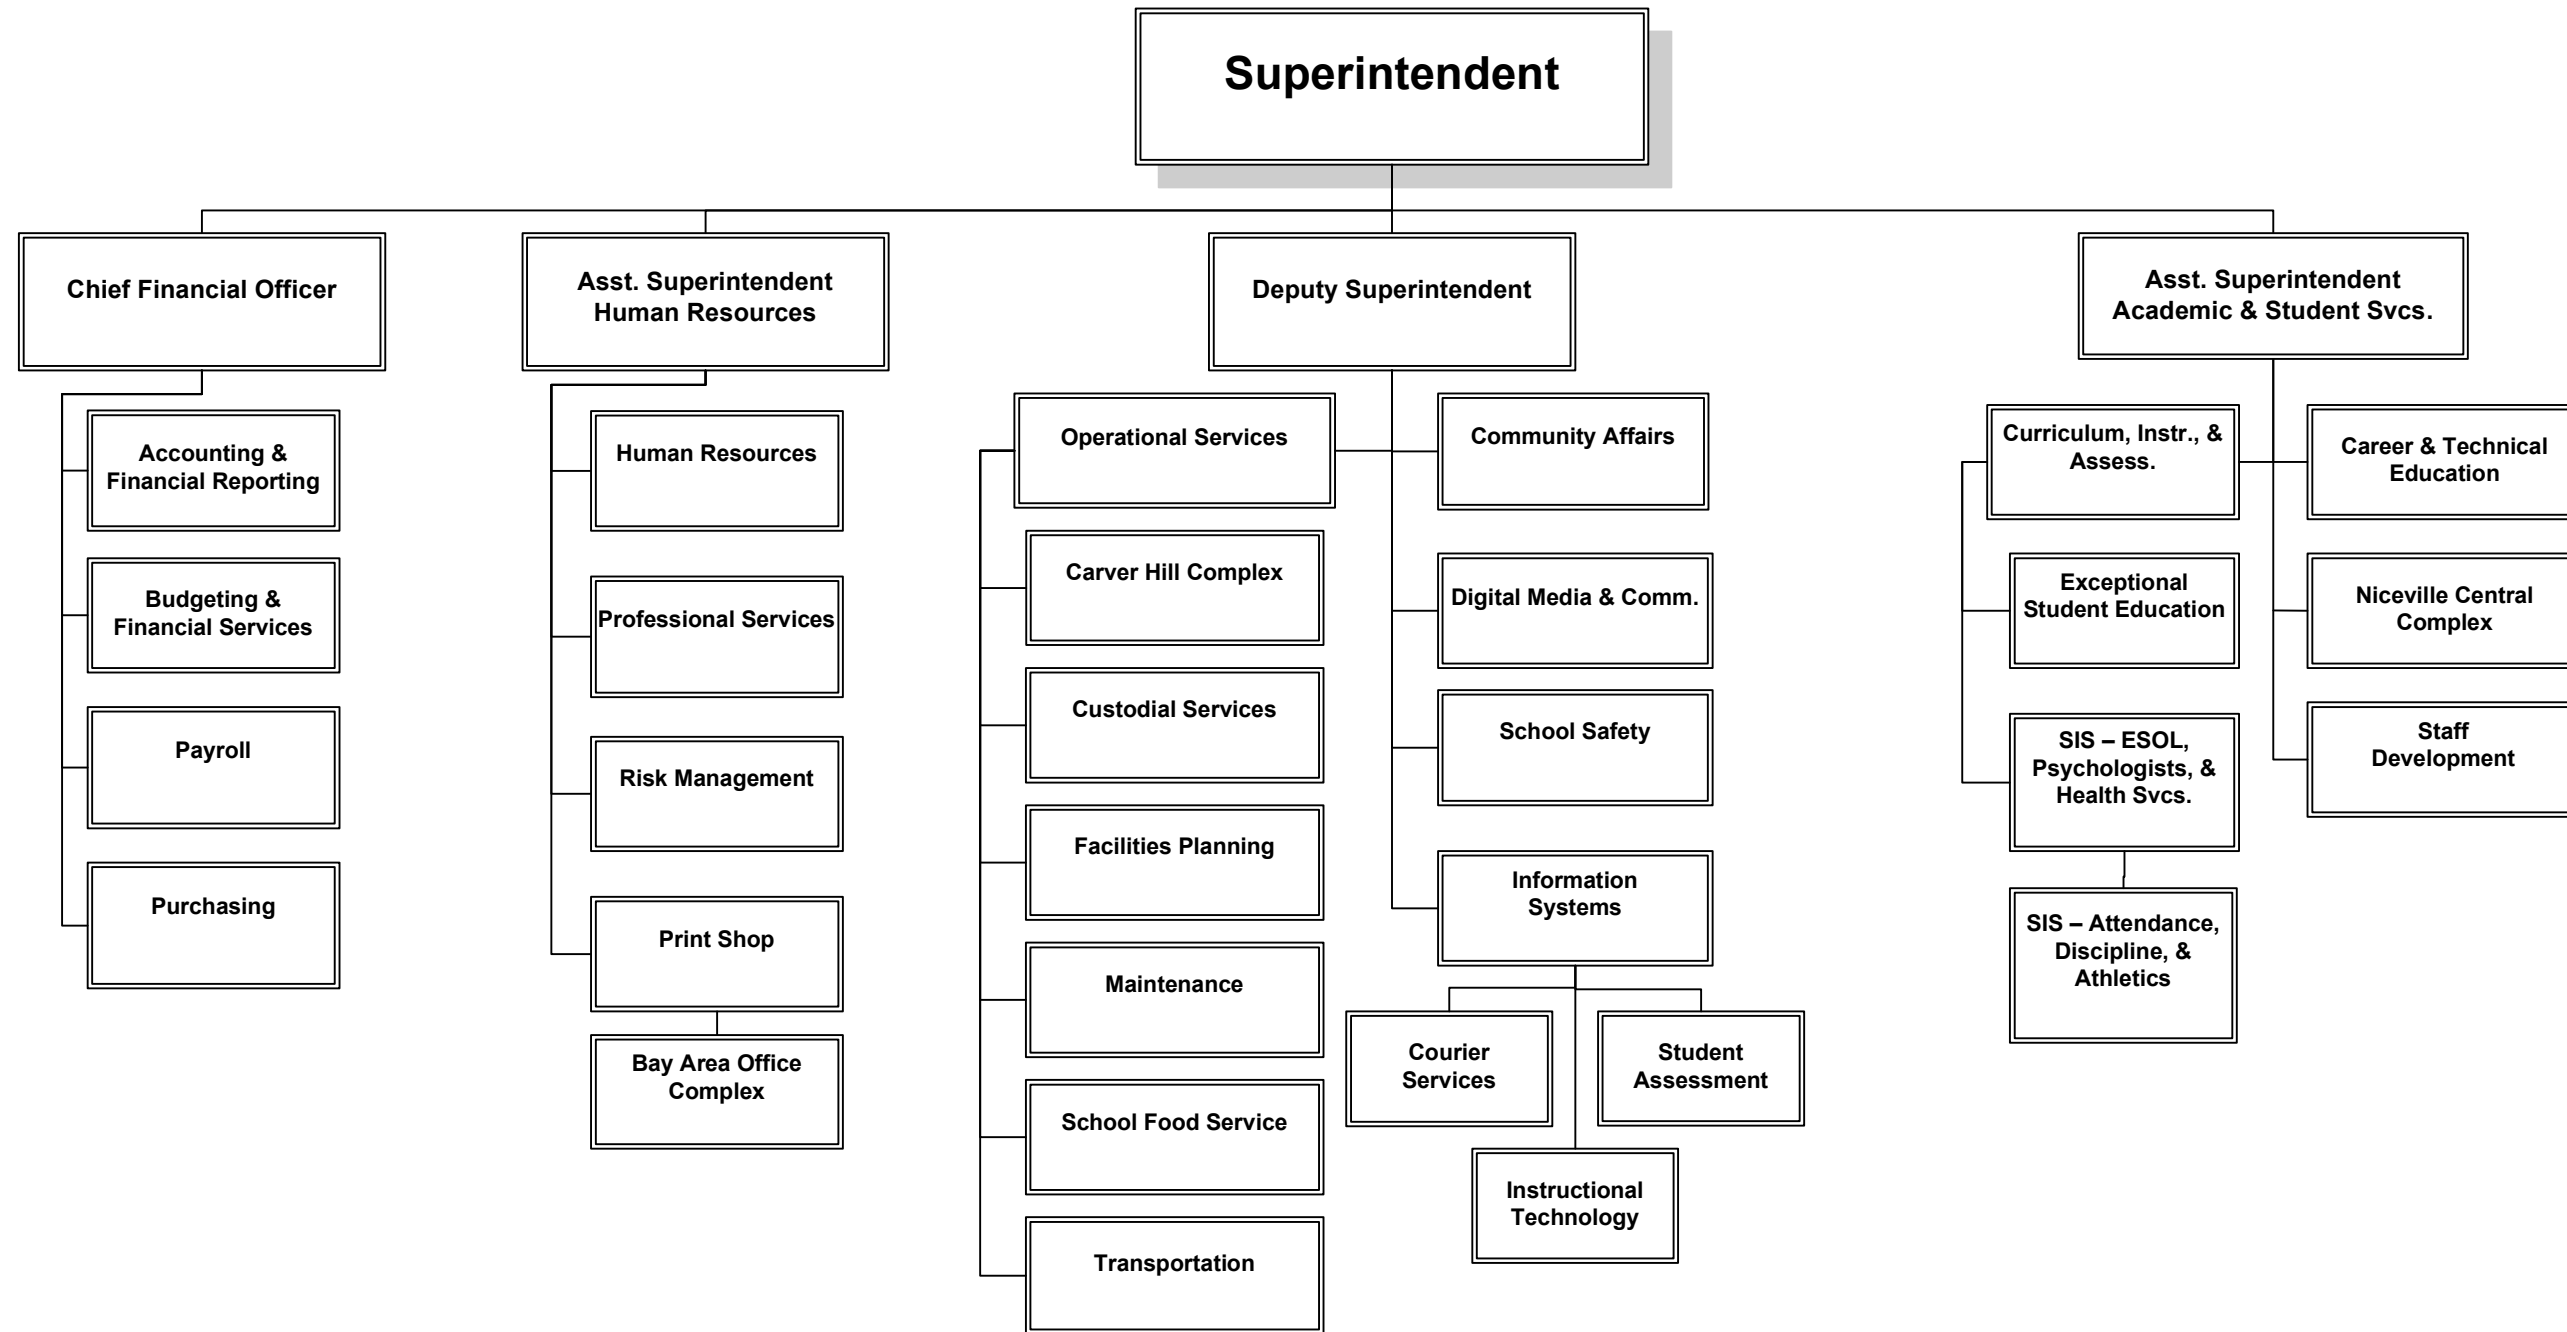 Superintendent
Chief Financial Officer
Asst. Superintendent
Human Resources
Deputy Superintendent
Asst. Superintendent
Academic & Student Svcs.
Accounting &
Financial Reporting
Budgeting &
Financial Services
Payroll
Purchasing
Human Resources
Professional Services
Risk Management
Print Shop
Bay Area Office
Complex
Operational Services
Carver Hill Complex
Custodial Services
Facilities Planning
Maintenance
School Food Service
Transportation
Community Affairs
Digital Media & Comm.
School Safety
Information
Systems
Courier
Services
Student
Assessment
Instructional
Technology
Curriculum, Instr., &
Assess.
Exceptional
Student Education
SIS – ESOL,
Psychologists, &
Health Svcs.
SIS – Attendance,
Discipline, &
Athletics
Career & Technical
Education
Niceville Central
Complex
Staff
Development